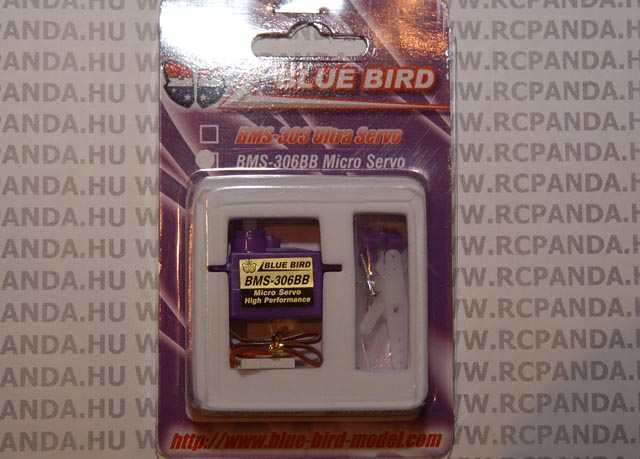 WWW.RCPANDA.HU
BLUE BIRD
BMS-303 Ultra Servo
BMS-306BB Micro Servo
BLUE BIRD
BMS-306BB
Micro Servo
High Performance
http://www.blue-bird-model.com